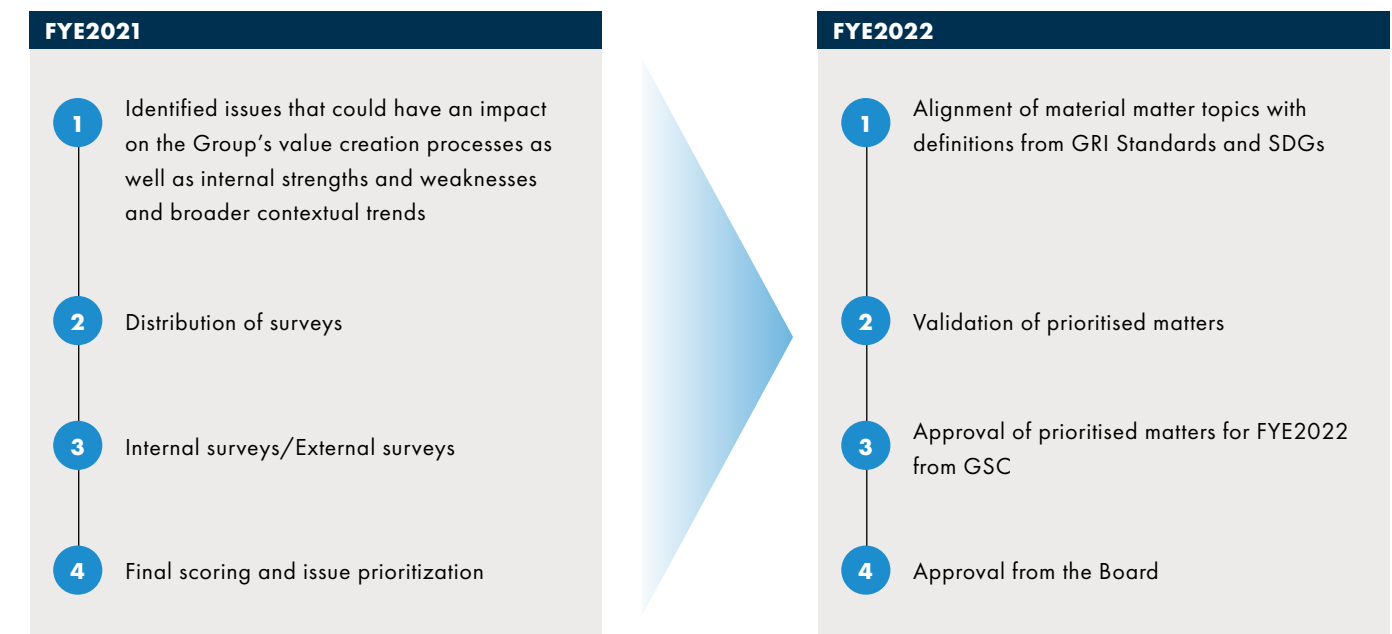 FYE2021
1
Identified issues that could have an impact
on the Group's value creation processes as
well as internal strengths and weaknesses
and broader contextual trends
2
Distribution of surveys
3
Internal surveys/External surveys
4
Final scoring and issue prioritization
FYE2022
1
Alignment of material matter topics with
definitions from GRI Standards and SDGs
2
Validation of prioritised matters
3
Approval of prioritised matters for FYE2022
from GSC
4
Approval from the Board